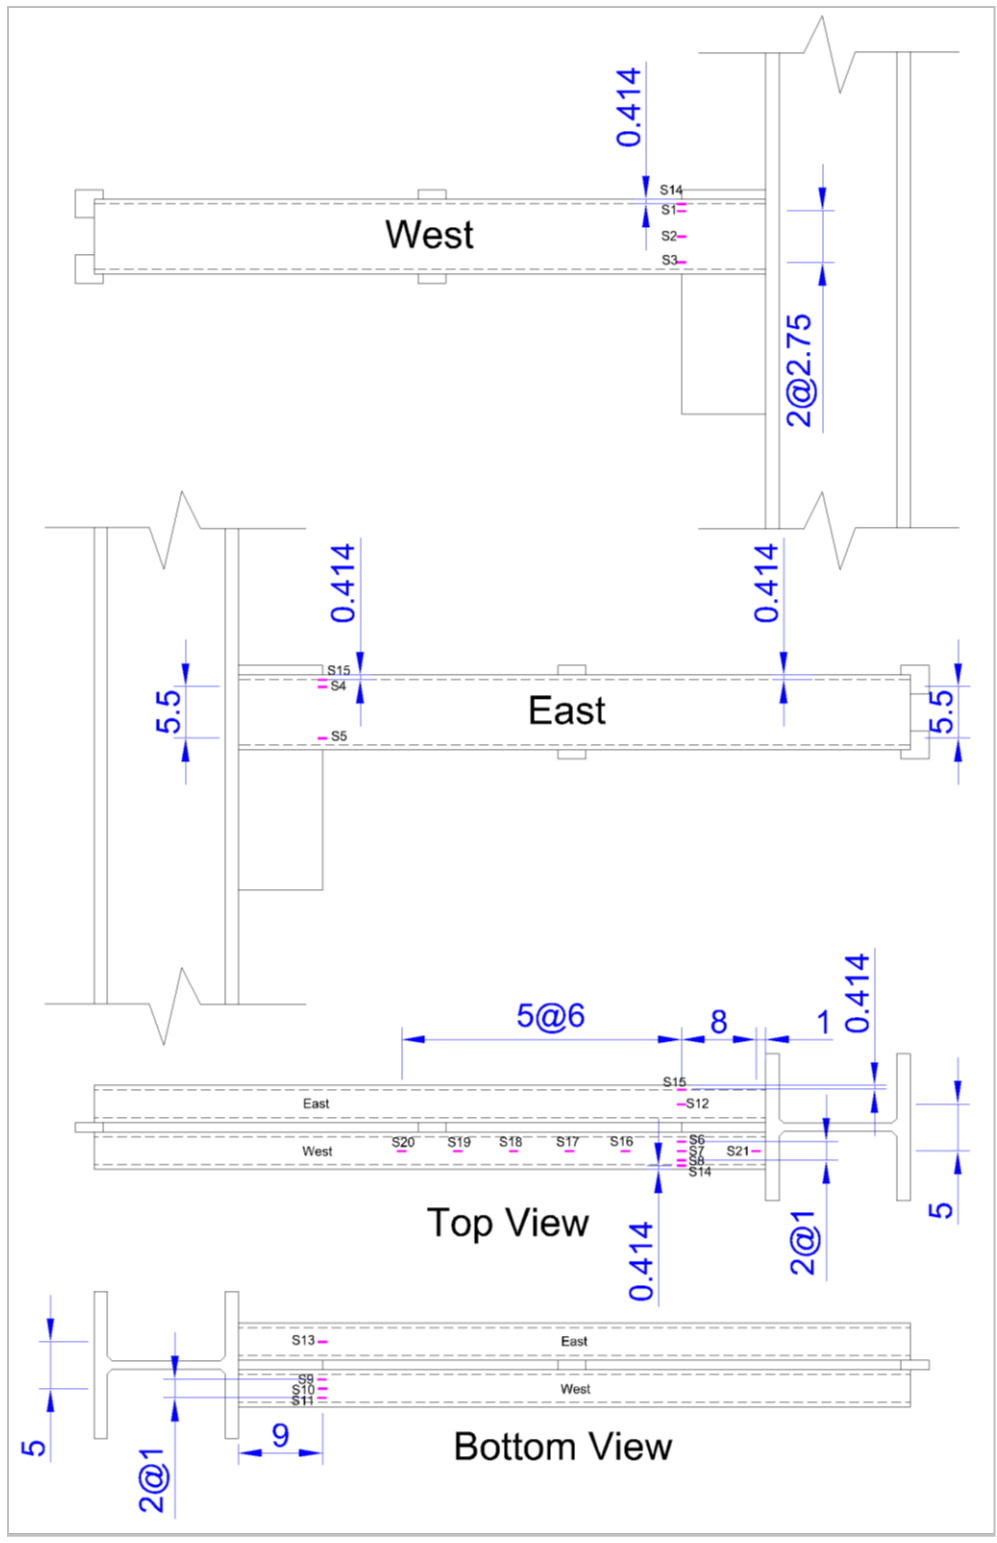 0.414
S14
S1
West
S2
S3
2@2.75
0.414
0.414
S15
S4
5.5
East
5.5
S5
5@6
8
1
0.414
S15
East
S12
S20
S19
S18
S17
S16
S6
West
S7
S21
S8
S14
5
Top View
0.414
2@1
S13
East
S9
S10
West
S11
5
9
Bottom View
2@1